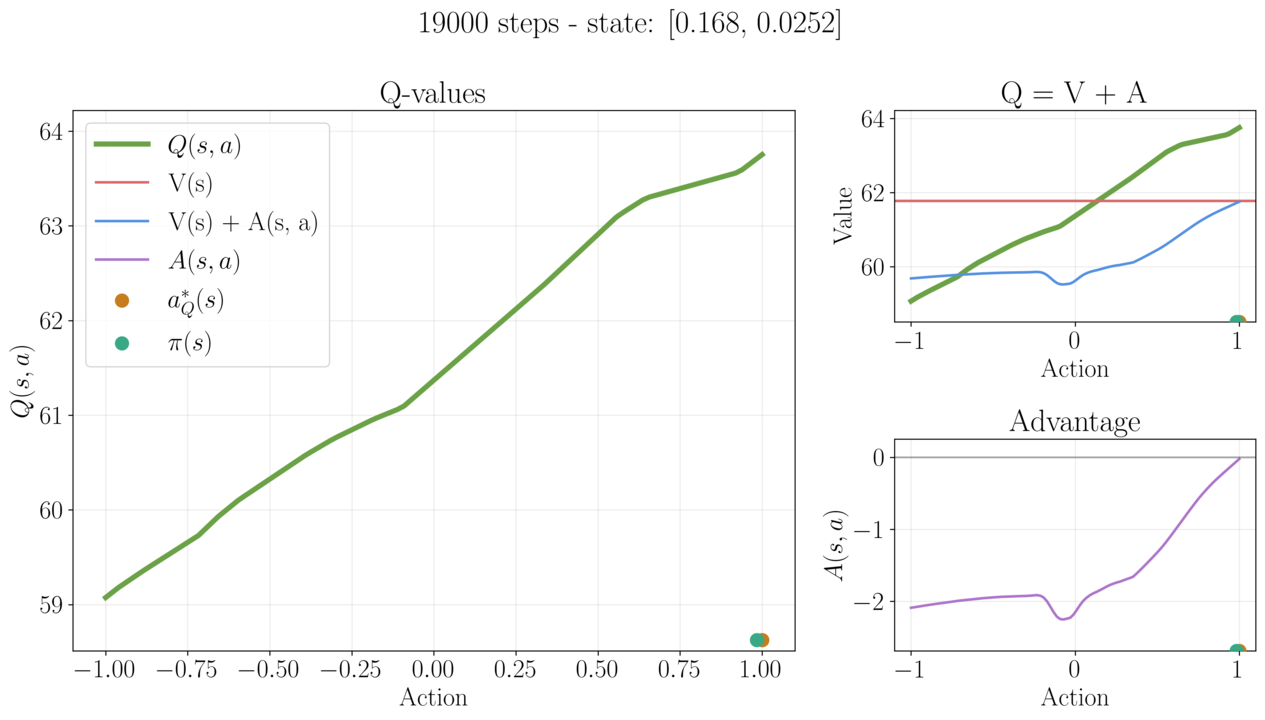 19000 steps - state: [0.168, 0.0252]
Q-values
Q(s, a)
64
63
62
61
60
59
Q(s, a)
V(s)
V(s) + A(s, a)
A(s, a)
a*_Q(s)
π(s)
−1.00 −0.75 −0.50 −0.25 0.00 0.25 0.50 0.75 1.00
Action
Q = V + A
Value
64
62
60
−1 0 1
Action
Advantage
A(s, a)
0
−1
−2
−1 0 1
Action